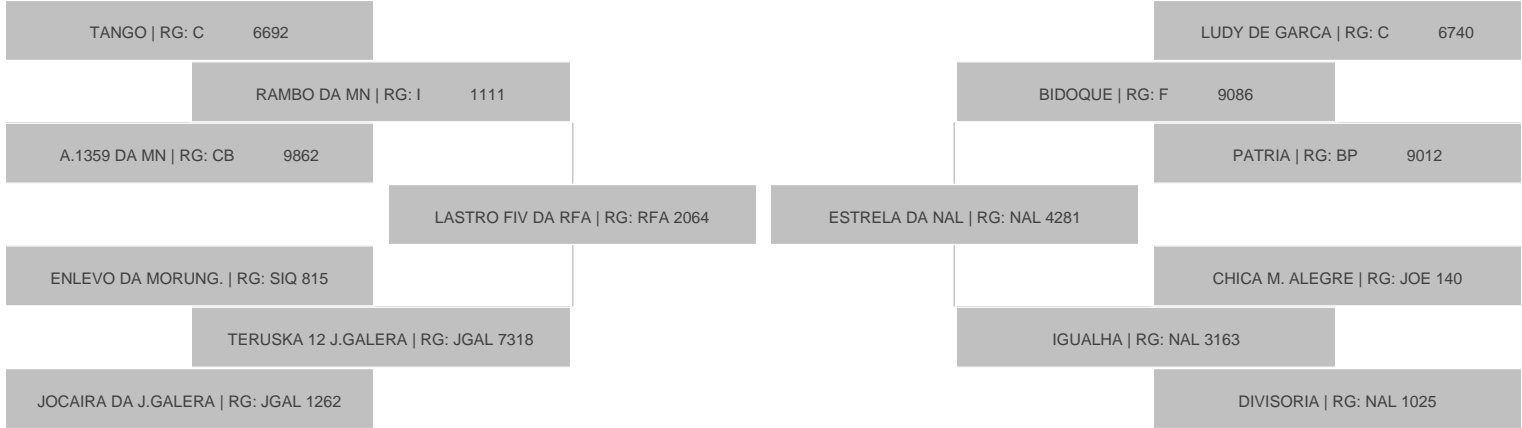 TANGO | RG: C 6692
LUDY DE GARCA | RG: C 6740
RAMBO DA MN | RG: I 1111
BIDOQUE | RG: F 9086
A.1359 DA MN | RG: CB 9862
PATRIA | RG: BP 9012
LASTRO FIV DA RFA | RG: RFA 2064
ESTRELA DA NAL | RG: NAL 4281
ENLEVO DA MORUNG. | RG: SIQ 815
CHICA M. ALEGRE | RG: JOE 140
TERUSKA 12 J.GALERA | RG: JGAL 7318
IGUALHA | RG: NAL 3163
JOCAIRA DA J.GALERA | RG: JGAL 1262
DIVISORIA | RG: NAL 1025